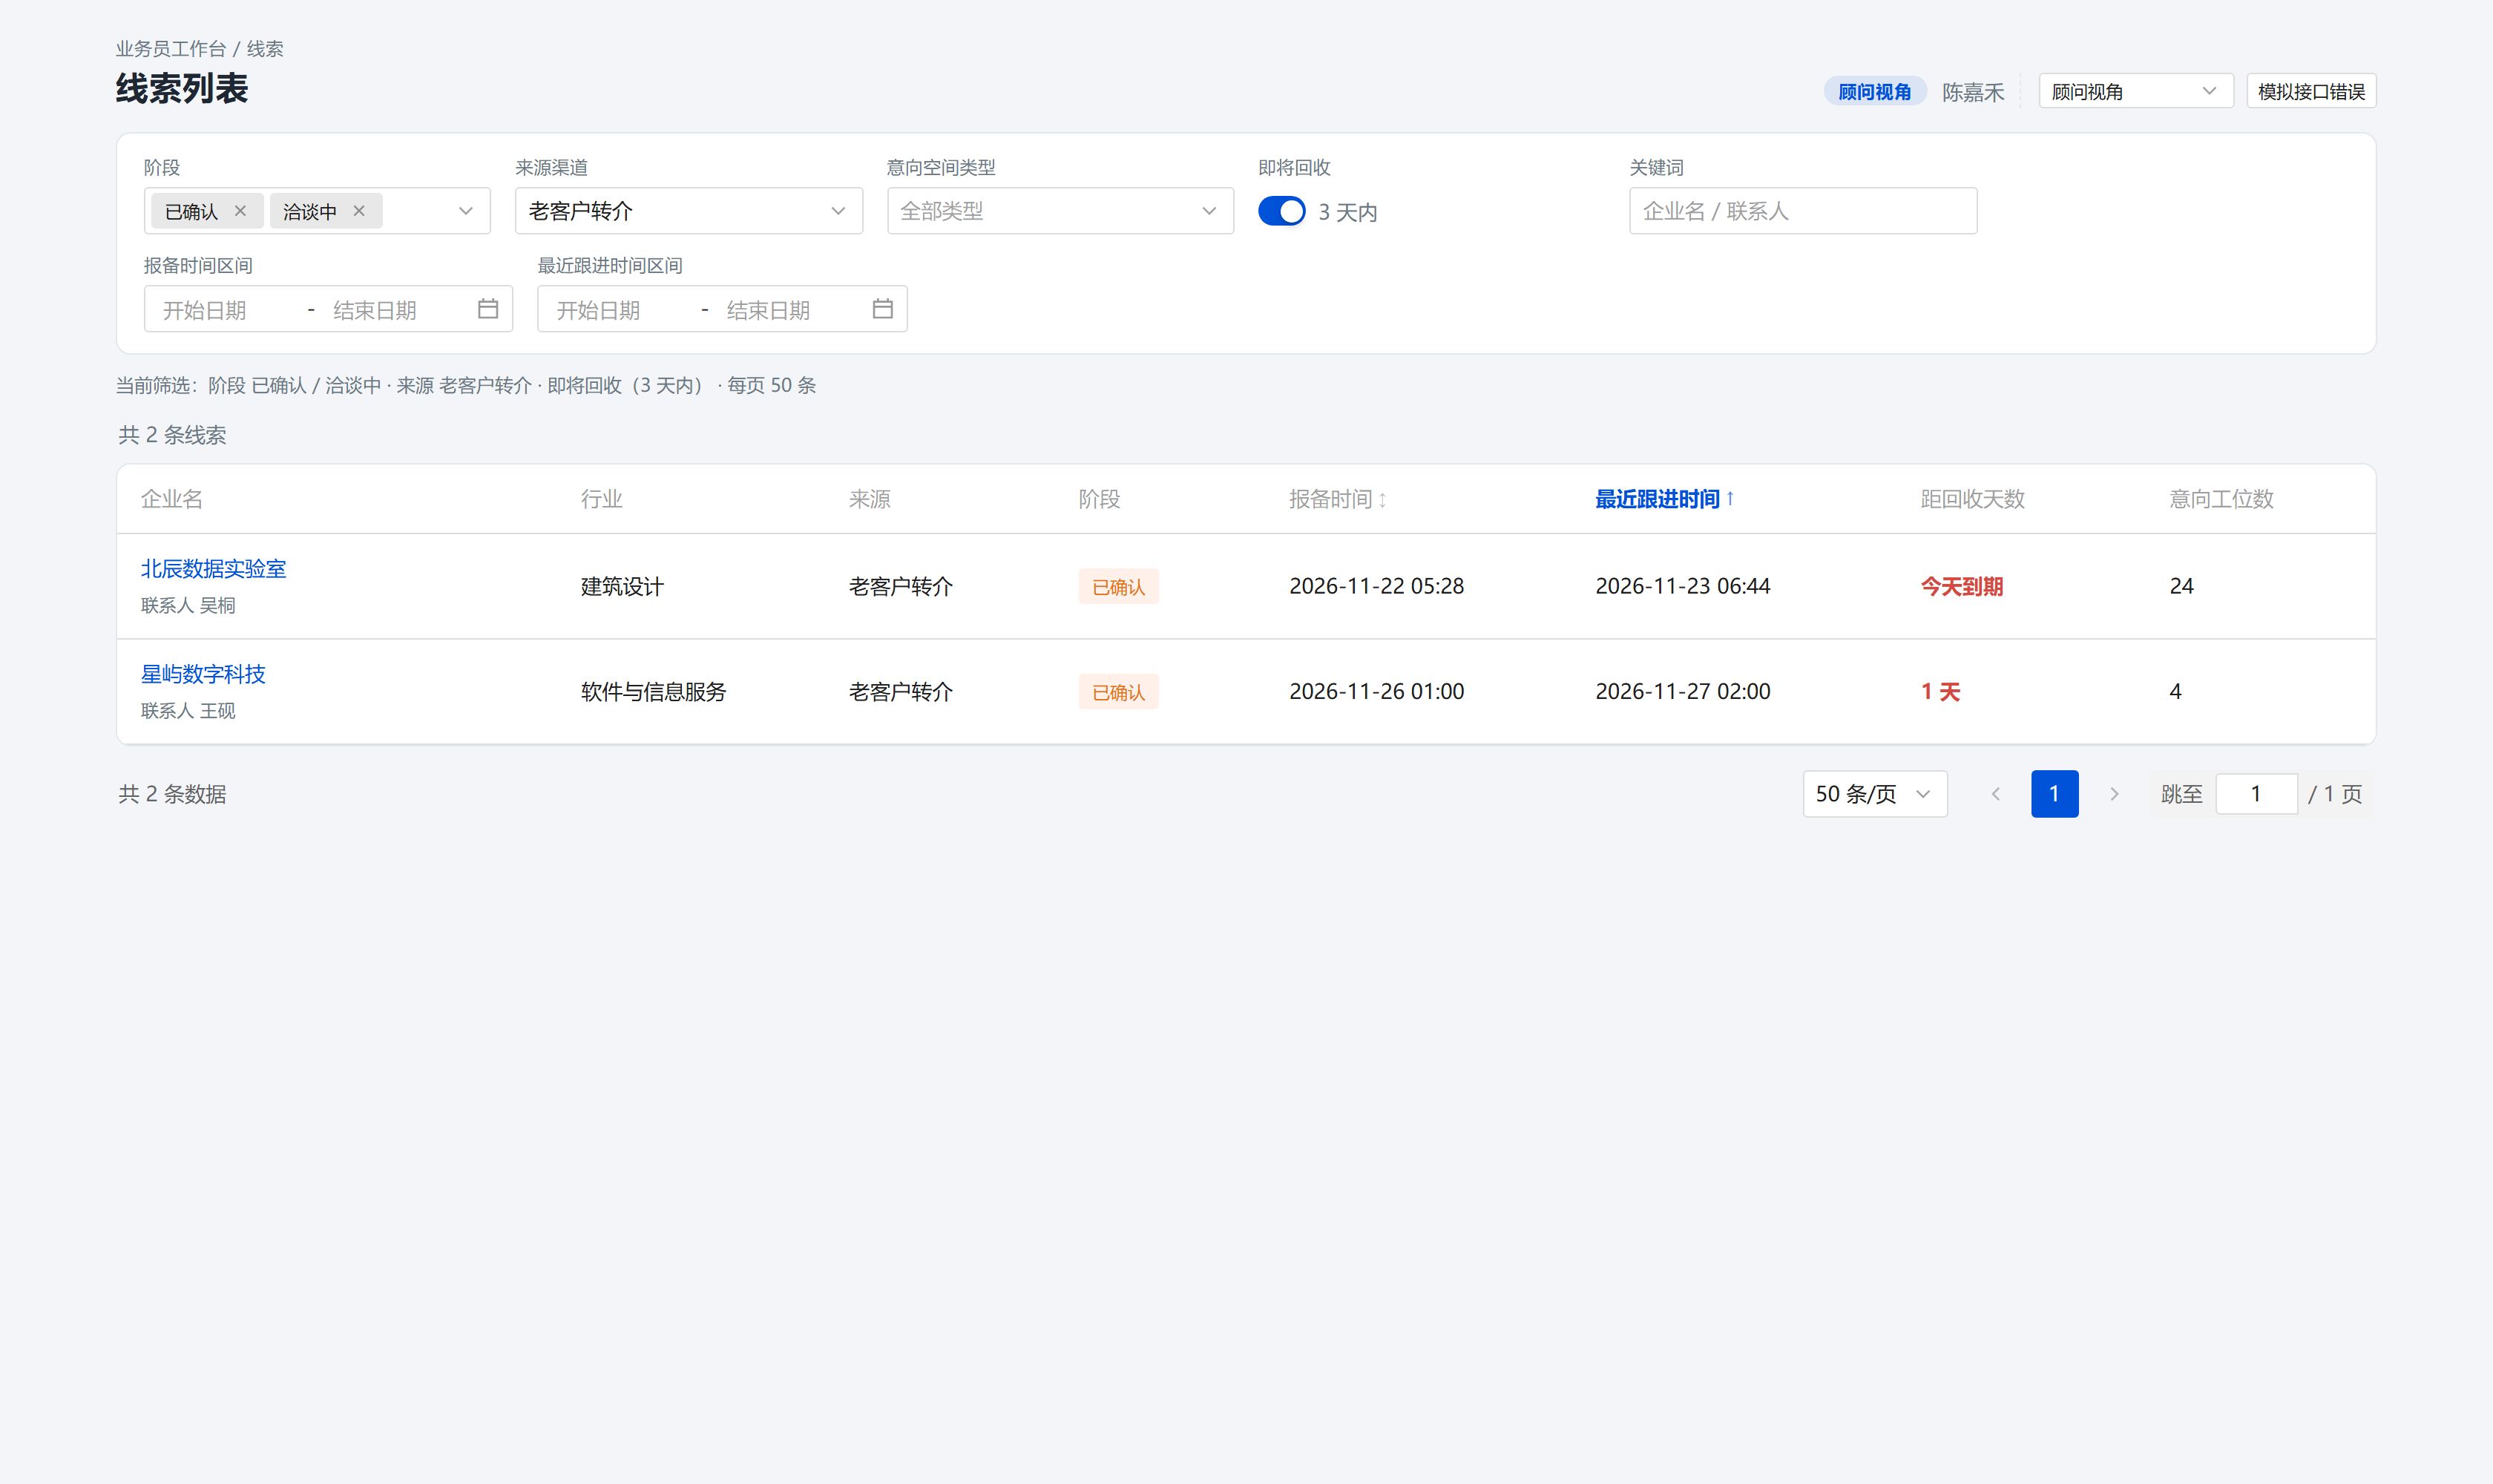 业务员工作台 / 线索
线索列表
顾问视角 陈嘉禾 顾问视角 模拟接口错误
阶段 来源渠道 意向空间类型 即将回收 关键词
已确认 × 洽谈中 × 老客户转介 全部类型 3 天内 企业名 / 联系人
报备时间区间 最近跟进时间区间
开始日期 - 结束日期 开始日期 - 结束日期
当前筛选：阶段 已确认 / 洽谈中 · 来源 老客户转介 · 即将回收（3 天内） · 每页 50 条
共 2 条线索
企业名 行业 来源 阶段 报备时间 ↕ 最近跟进时间 ↑ 距回收天数 意向工位数
北辰数据实验室
联系人 吴桐
建筑设计 老客户转介 已确认 2026-11-22 05:28 2026-11-23 06:44 今天到期 24
星屿数字科技
联系人 王砚
软件与信息服务 老客户转介 已确认 2026-11-26 01:00 2026-11-27 02:00 1 天 4
共 2 条数据 50 条/页 1 跳至 1 / 1 页